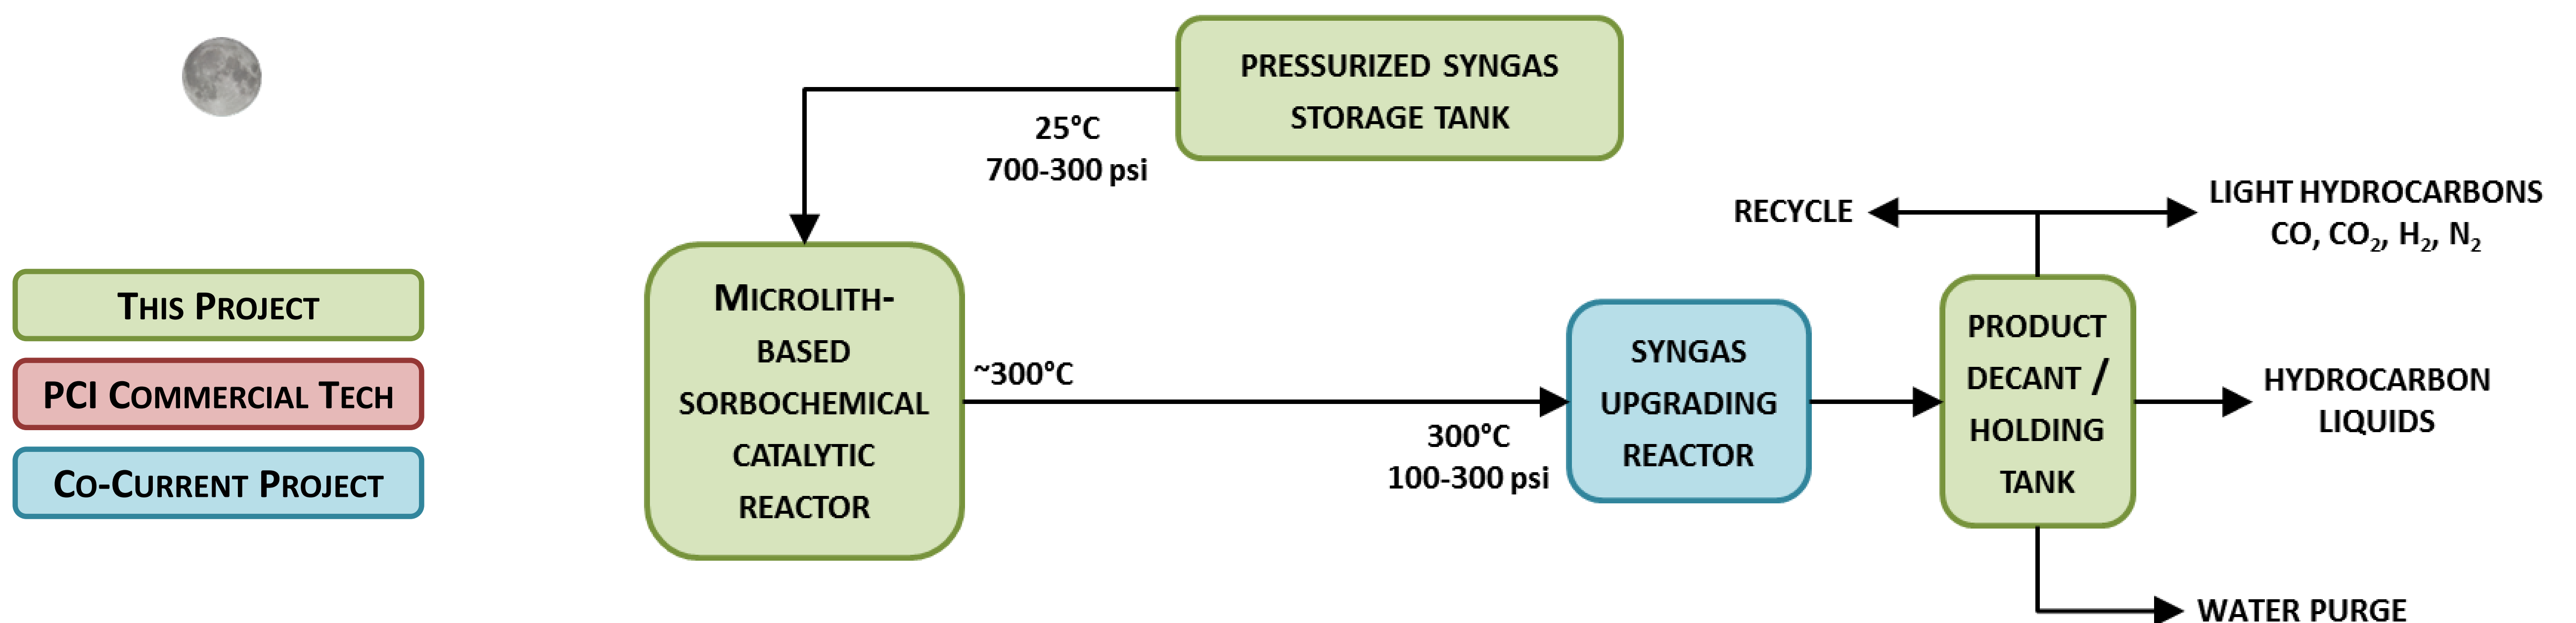 PRESSURIZED SYNGAS
STORAGE TANK
25°C
700-300 psi
RECYCLE
LIGHT HYDROCARBONS
CO, CO₂, H₂, N₂
THIS PROJECT
PCI COMMERCIAL TECH
CO-CURRENT PROJECT
MICROLITH-
BASED
SORBOCHEMICAL
CATALYTIC
REACTOR
~300°C
300°C
100-300 psi
SYNGAS
UPGRADING
REACTOR
PRODUCT
DECANT /
HOLDING
TANK
HYDROCARBON
LIQUIDS
WATER PURGE